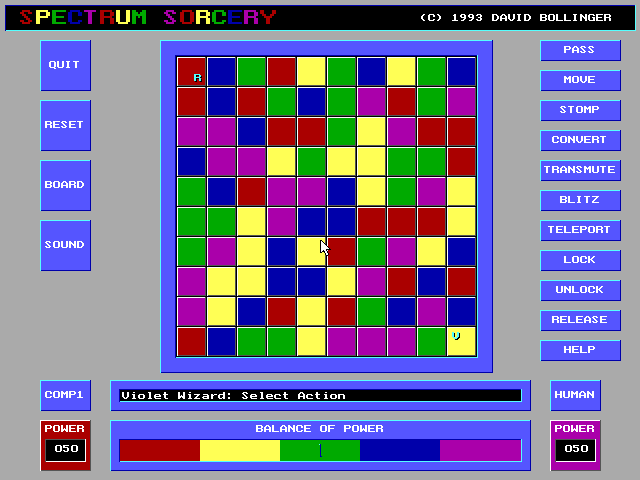 SPECTRUM SORCERY (C) 1993 DAVID BOLLINGER
QUIT
RESET
BOARD
SOUND
R
V
PASS
MOVE
STOMP
CONVERT
TRANSMUTE
BLITZ
TELEPORT
LOCK
UNLOCK
RELEASE
HELP
COMP1
Violet Wizard: Select Action
HUMAN
POWER
050
BALANCE OF POWER
POWER
050